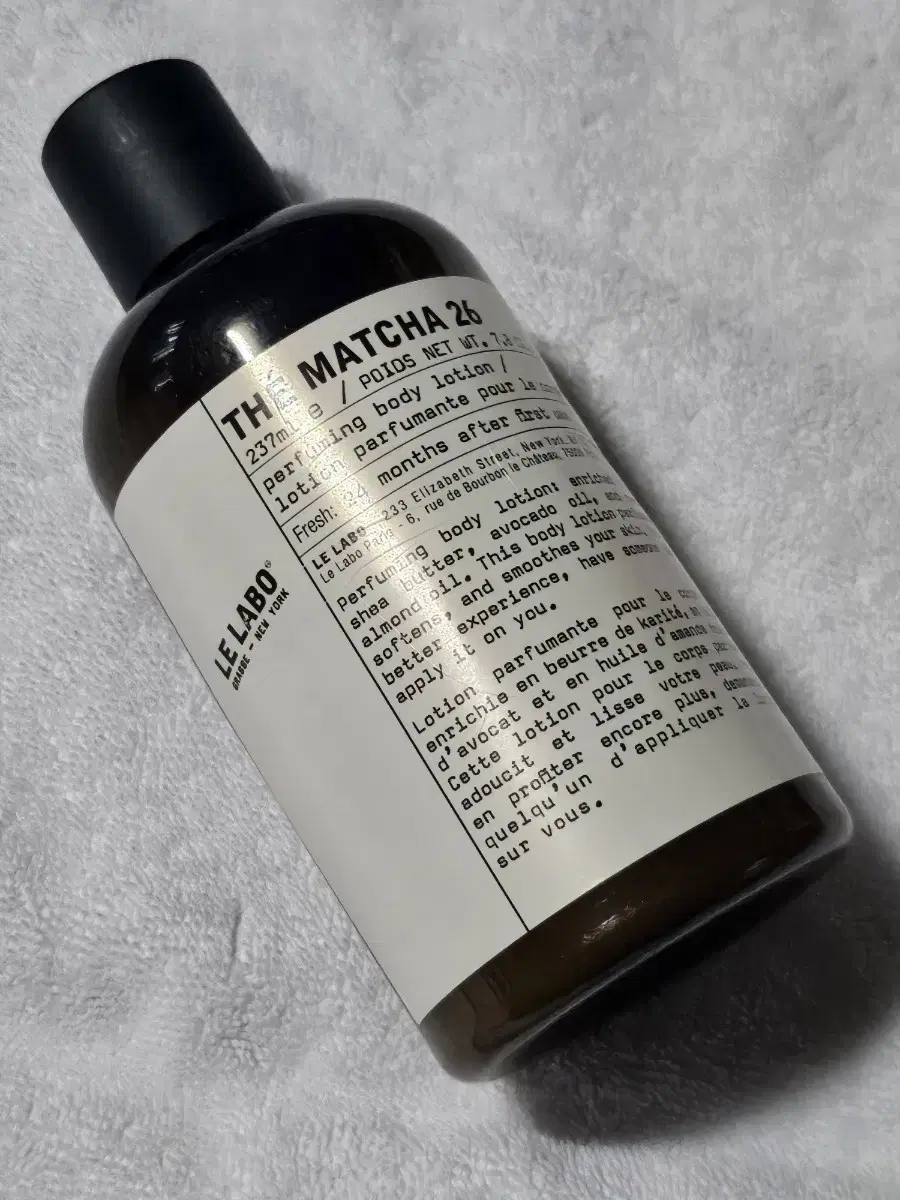 THÉ MATCHA 26
237ml e / POIDS NET WT. 7.8
perfuming body lotion /
lotion parfumante pour le
Fresh: 24 months after first
LE LABO - 233 Elizabeth Street, New York,
Le Labo Paris - 6, rue de Bourbon le Château,
Perfuming body lotion: enriched
shea butter, avocado oil, and
almond oil. This body lotion
softens, and smoothes your skin,
better experience, have someone
apply it on you.
Lotion parfumante pour le
enrichie en beurre de karité,
d'avocat et en huile d'amande
Cette lotion pour le corps
adoucit et lisse votre peau.
en profiter encore plus,
quelqu'un d'appliquer la
sur vous.
LE LABO®
GRASSE - NEW YORK